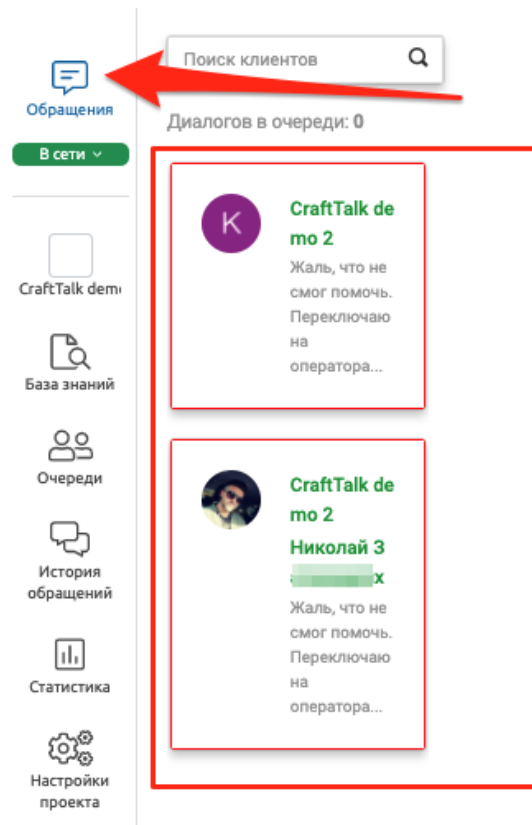 Обращения
В сети
CraftTalk demo
База знаний
Очереди
История
обращений
Статистика
Настройки
проекта
Поиск клиентов
Диалогов в очереди: 0
K
CraftTalk de
mo 2
Жаль, что не
смог помочь.
Переключаю
на
оператора...
CraftTalk de
mo 2
Николай З
х
Жаль, что не
смог помочь.
Переключаю
на
оператора...